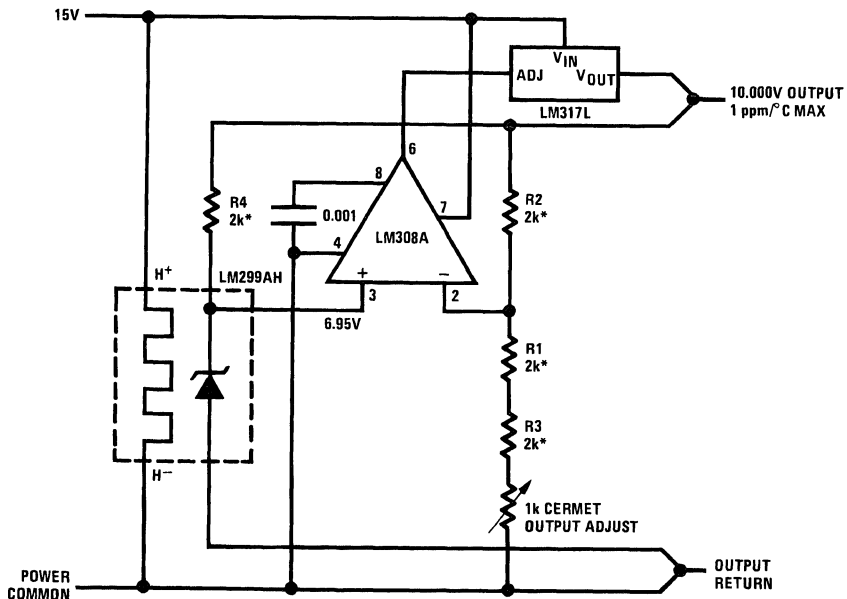 15V
ADJ
VIN
VOUT
LM317L
10.000V OUTPUT
1 ppm/°C MAX
6
8
R4
2k*
0.001
7
R2
2k*
LM308A
4
H+
LM299AH
+
−
3
2
6.95V
R1
2k*
R3
2k*
H−
1k CERMET
OUTPUT ADJUST
POWER
COMMON
OUTPUT
RETURN